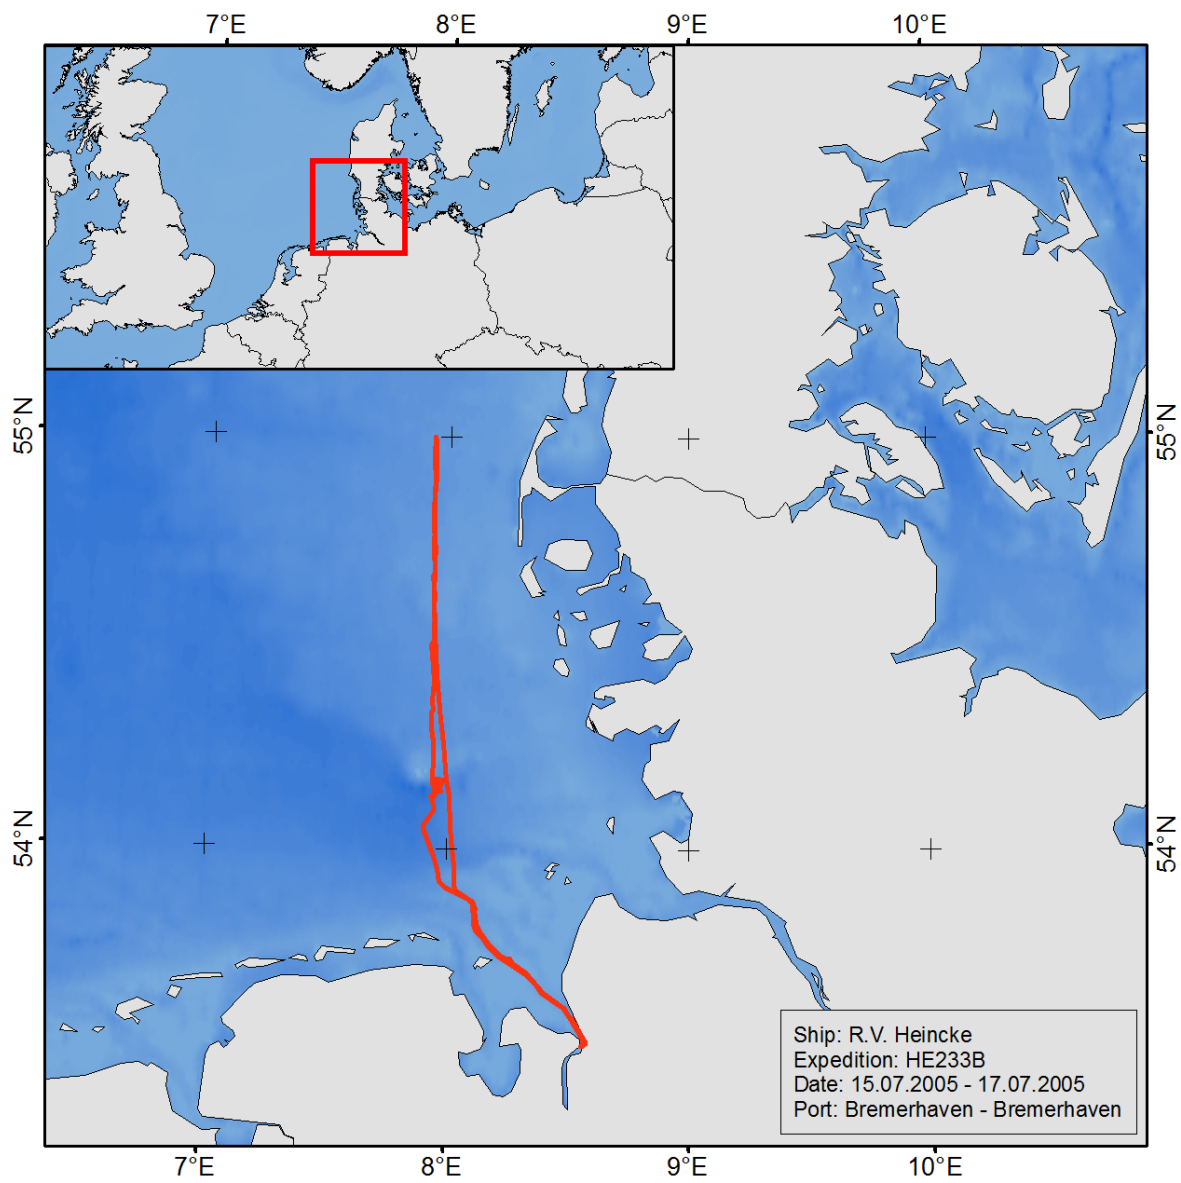 7°E 8°E 9°E 10°E
55°N 55°N
54°N 54°N
Ship: R.V. Heincke
Expedition: HE233B
Date: 15.07.2005 - 17.07.2005
Port: Bremerhaven - Bremerhaven
7°E 8°E 9°E 10°E